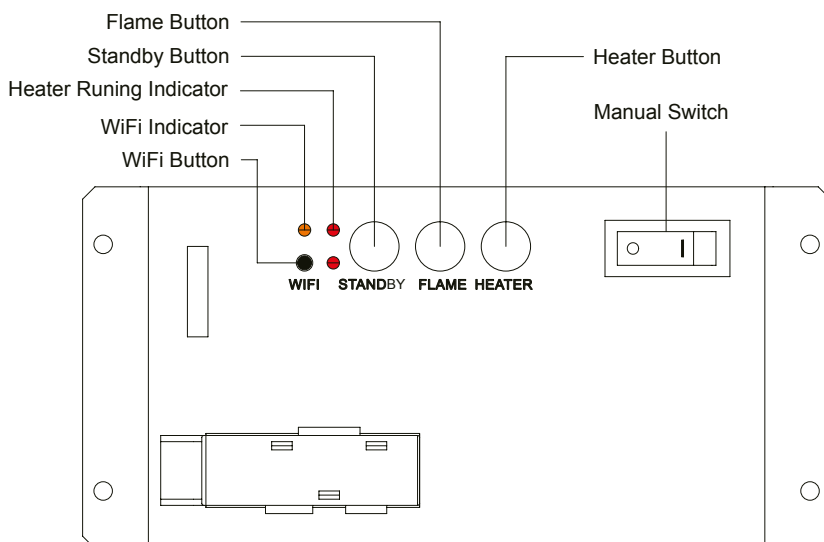 Flame Button
Standby Button
Heater Runing Indicator
WiFi Indicator
WiFi Button
Heater Button
Manual Switch
WIFI STANDBY FLAME HEATER